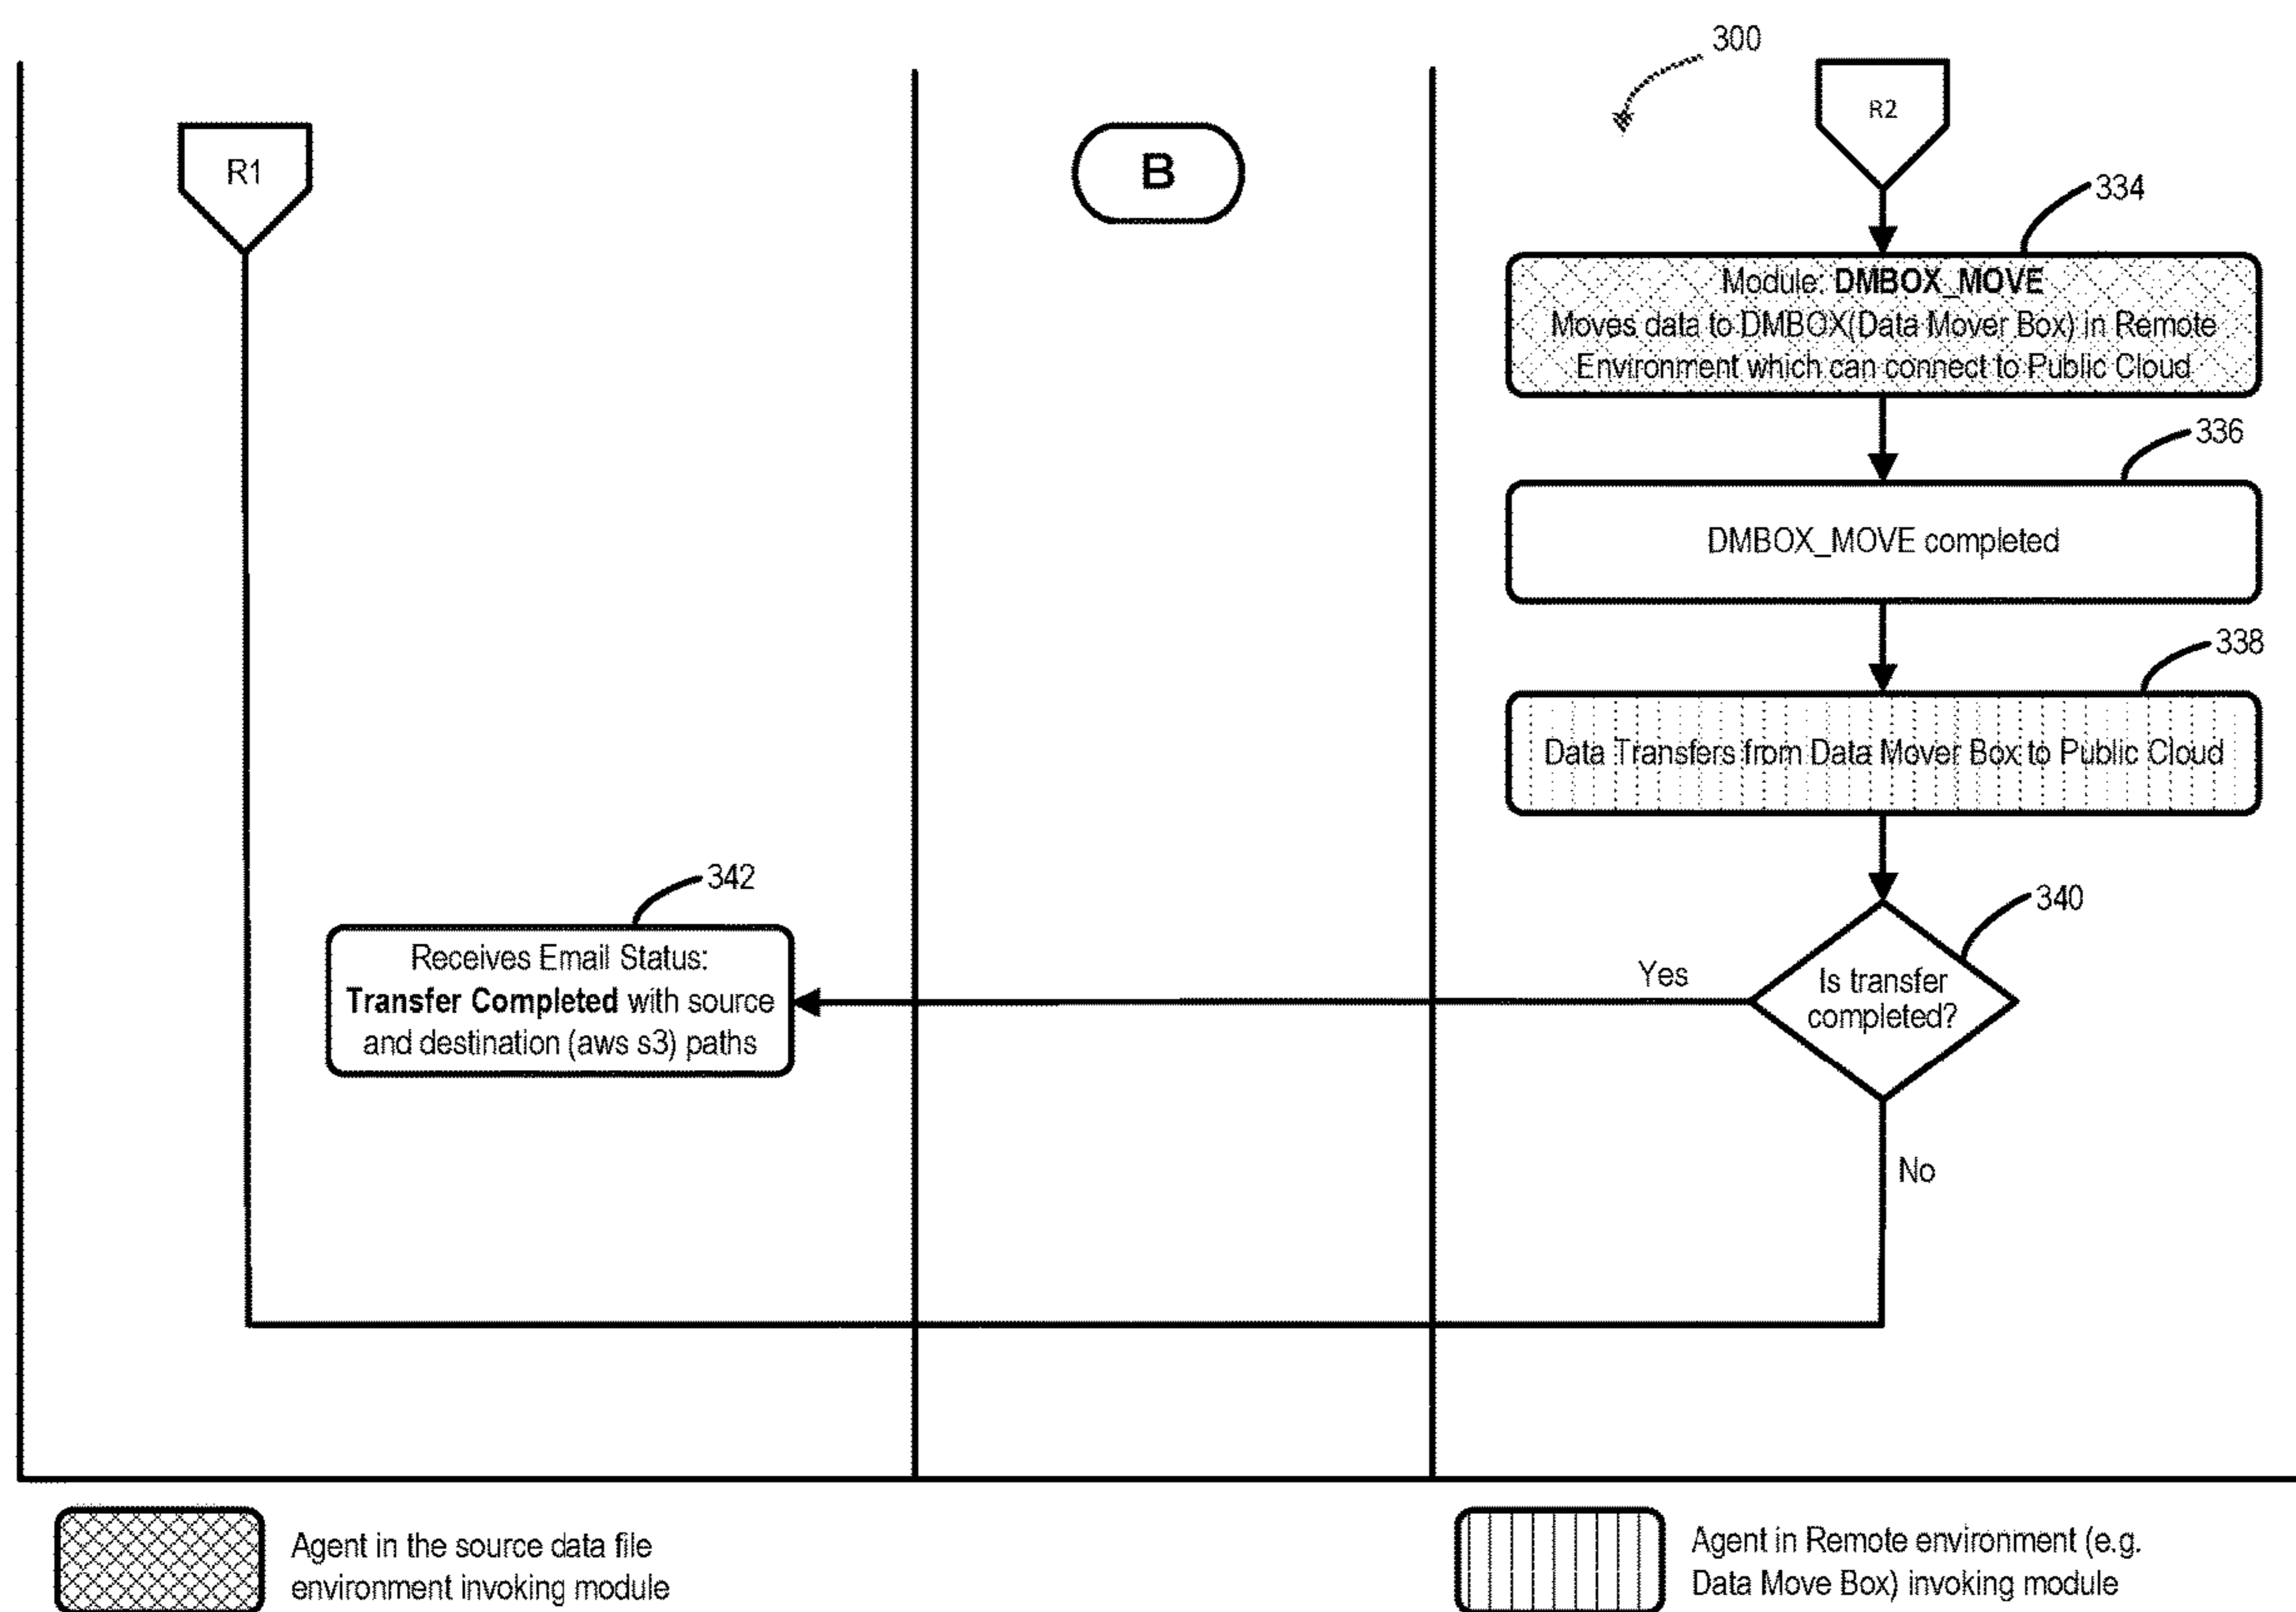 300
R2
R1
B
334
Module: DMBOX_MOVE
Moves data to DMBOX(Data Mover Box) in Remote
Environment which can connect to Public Cloud
336
DMBOX_MOVE completed
338
Data Transfers from Data Mover Box to Public Cloud
342
340
Receives Email Status:
Transfer Completed with source
and destination (aws s3) paths
Yes
Is transfer
completed?
No
Agent in the source data file
environment invoking module
Agent in Remote environment (e.g.
Data Move Box) invoking module